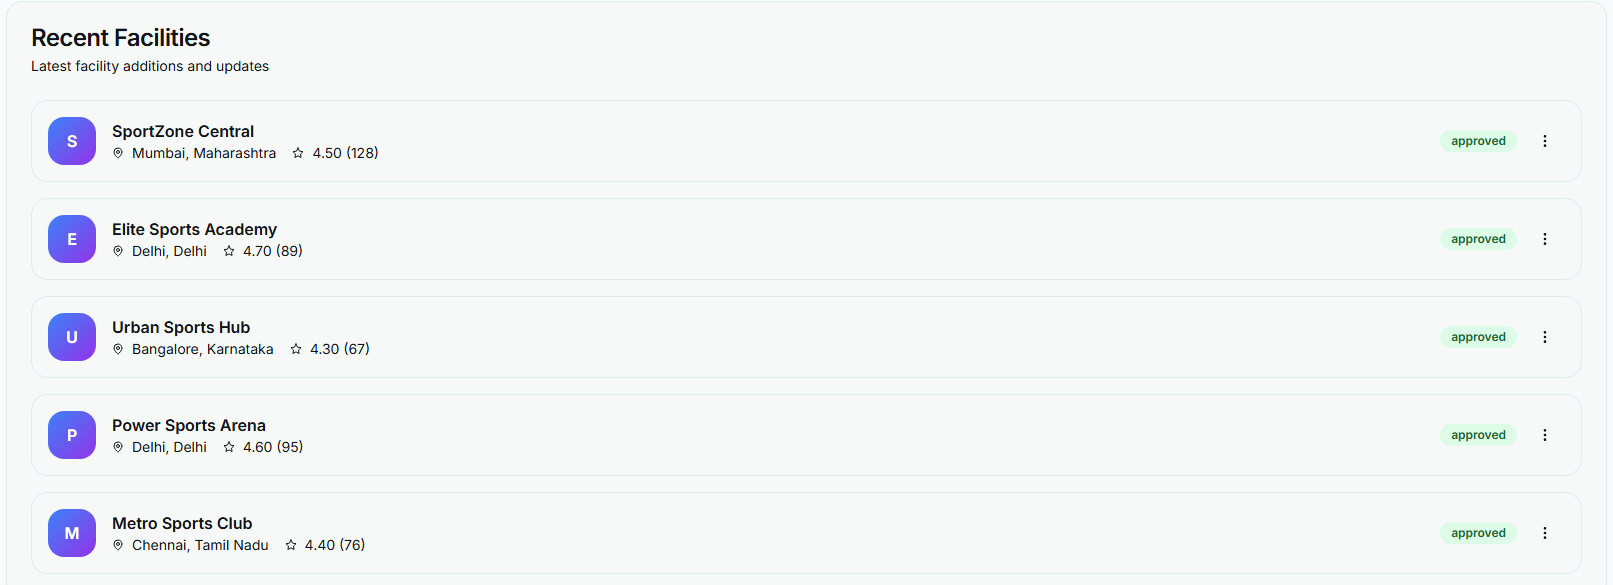 Recent Facilities
Latest facility additions and updates
S
SportZone Central
Mumbai, Maharashtra 4.50 (128)
approved
E
Elite Sports Academy
Delhi, Delhi 4.70 (89)
approved
U
Urban Sports Hub
Bangalore, Karnataka 4.30 (67)
approved
P
Power Sports Arena
Delhi, Delhi 4.60 (95)
approved
M
Metro Sports Club
Chennai, Tamil Nadu 4.40 (76)
approved